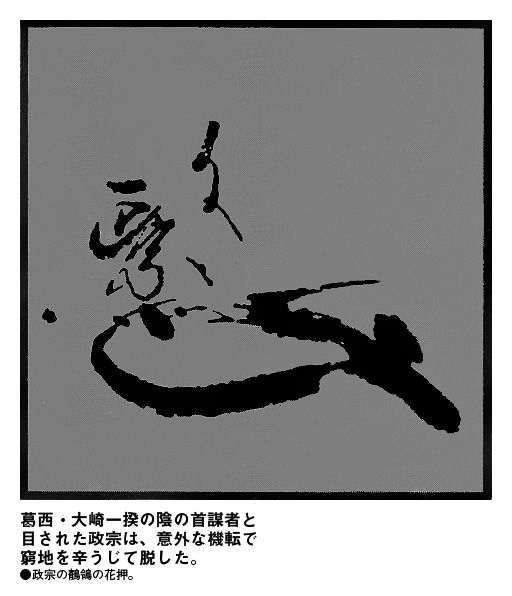 葛西・大崎一揆の陰の首謀者と
目された政宗は、意外な機転で
窮地を辛うじて脱した。
●政宗の鶺鴒の花押。